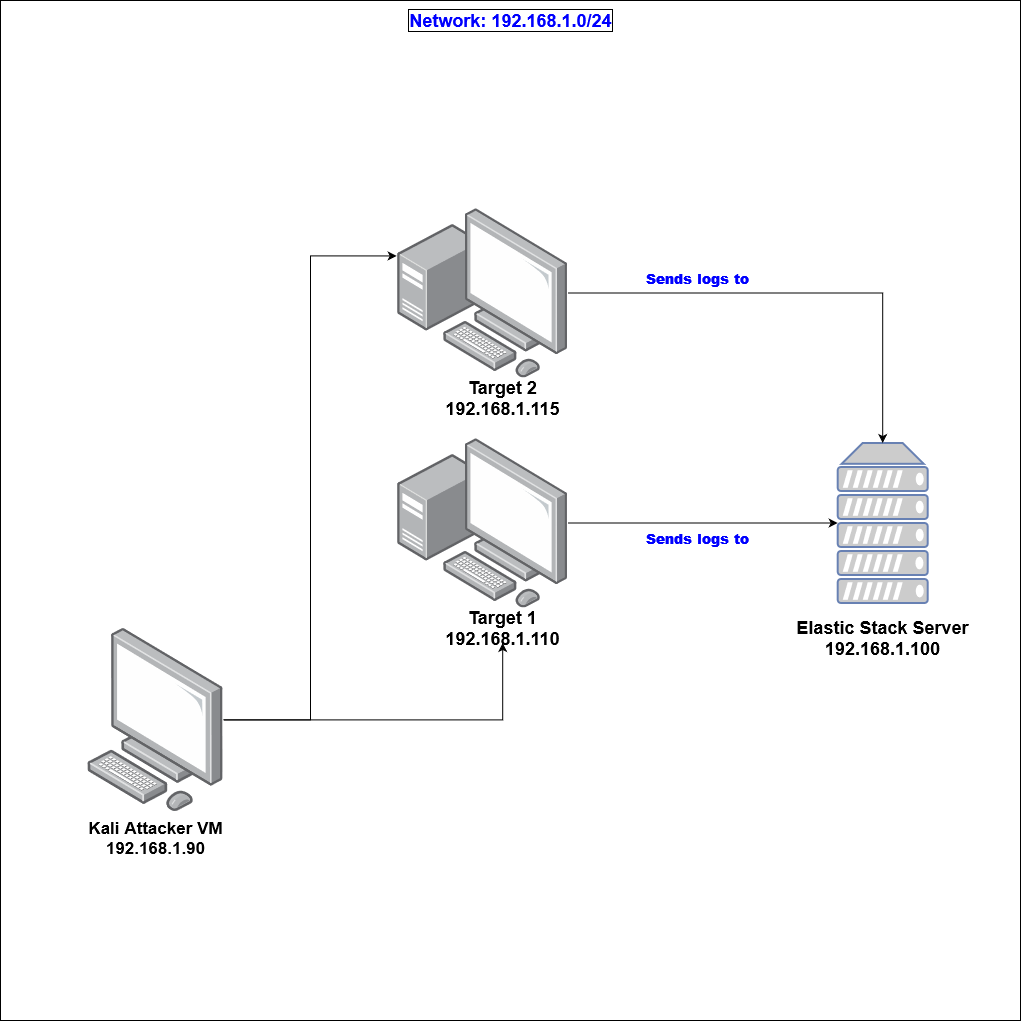 Network: 192.168.1.0/24
Sends logs to
Target 2
192.168.1.115
Sends logs to
Target 1
192.168.1.110
Elastic Stack Server
192.168.1.100
Kali Attacker VM
192.168.1.90